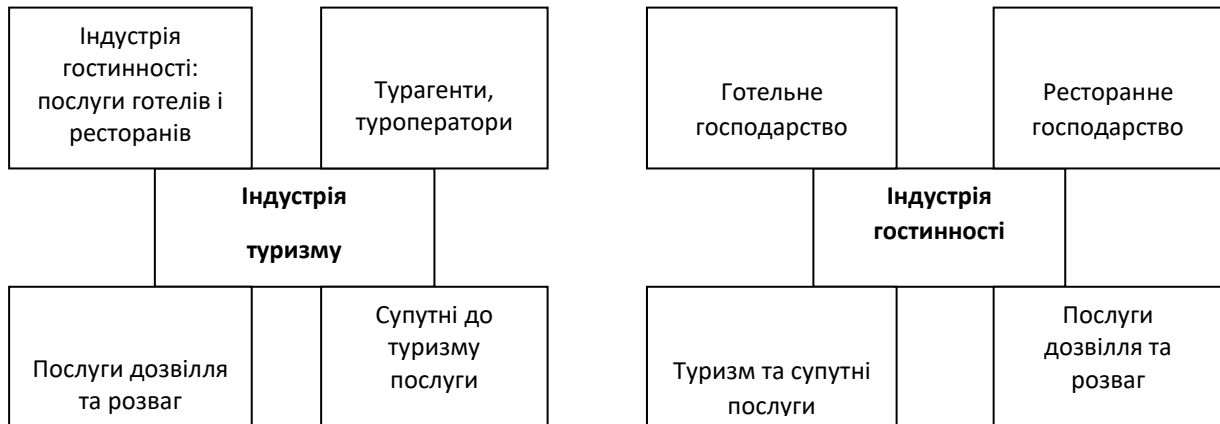 Індустрія
гостинності:
послуги готелів і
ресторанів
Турагенти,
туроператори
Готельне
господарство
Ресторанне
господарство
Індустрія
туризму
Індустрія
гостинності
Послуги дозвілля
та розваг
Супутні до
туризму
послуги
Туризм та супутні
послуги
Послуги
дозвілля та
розваг